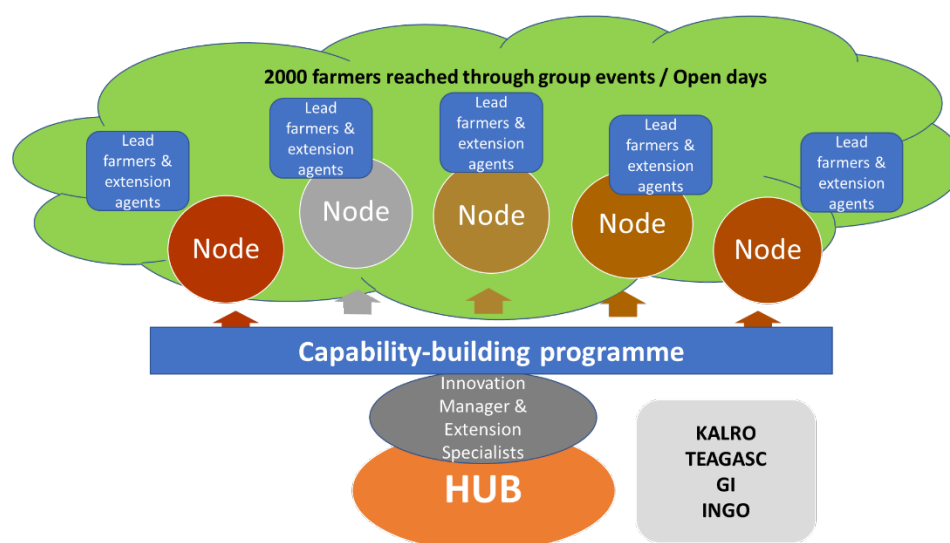 2000 farmers reached through group events / Open days
Lead
farmers &
extension
agents
Lead
farmers &
extension
agents
Lead
farmers &
extension
agents
Lead
farmers &
extension
agents
Lead
farmers &
extension
agents
Node
Node
Node
Node
Node
Capability-building programme
Innovation
Manager &
Extension
Specialists
HUB
KALRO
TEAGASC
GI
INGO